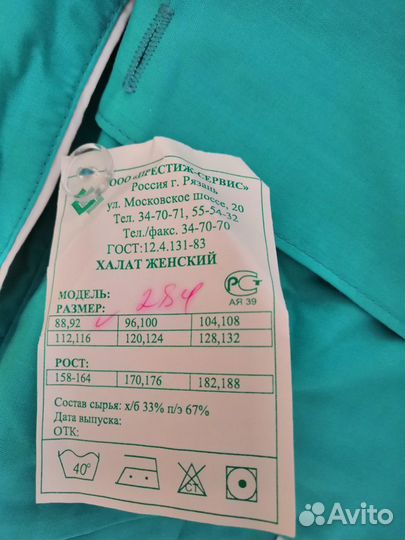 ООО «ПРЕСТИЖ-СЕРВИС»
Россия г. Рязань
ул. Московское шоссе, 20
Тел. 34-70-71, 55-54-32
Тел./факс. 34-70-70
ГОСТ:12.4.131-83
ХАЛАТ ЖЕНСКИЙ
МОДЕЛЬ: 284
РАЗМЕР:
РСТ
АЯ 39
88,92 96,100 104,108
112,116 120,124 128,132
РОСТ:
158-164 170,176 182,188
Состав сырья: х/б 33% п/э 67%
Дата выпуска:
ОТК:
40° СТ
Avito